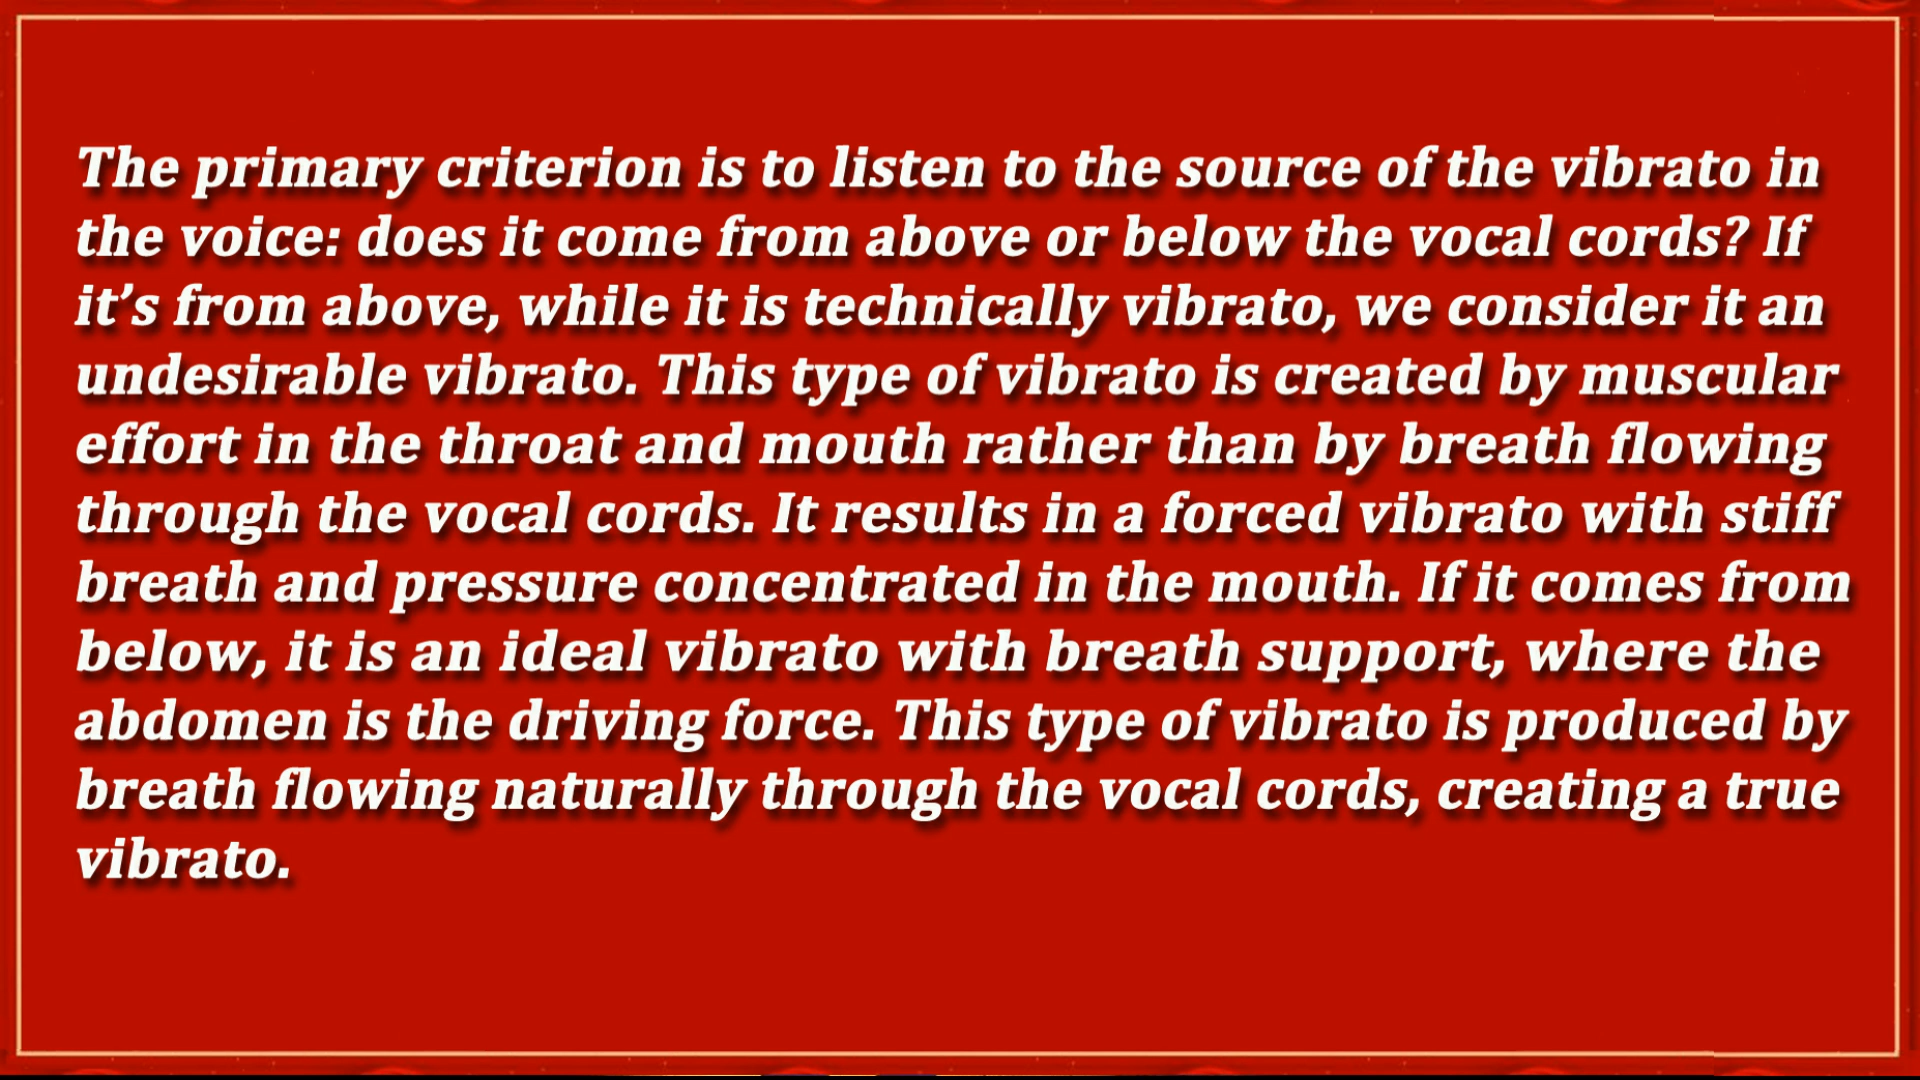 The primary criterion is to listen to the source of the vibrato in
the voice: does it come from above or below the vocal cords? If
it’s from above, while it is technically vibrato, we consider it an
undesirable vibrato. This type of vibrato is created by muscular
effort in the throat and mouth rather than by breath flowing
through the vocal cords. It results in a forced vibrato with stiff
breath and pressure concentrated in the mouth. If it comes from
below, it is an ideal vibrato with breath support, where the
abdomen is the driving force. This type of vibrato is produced by
breath flowing naturally through the vocal cords, creating a true
vibrato.